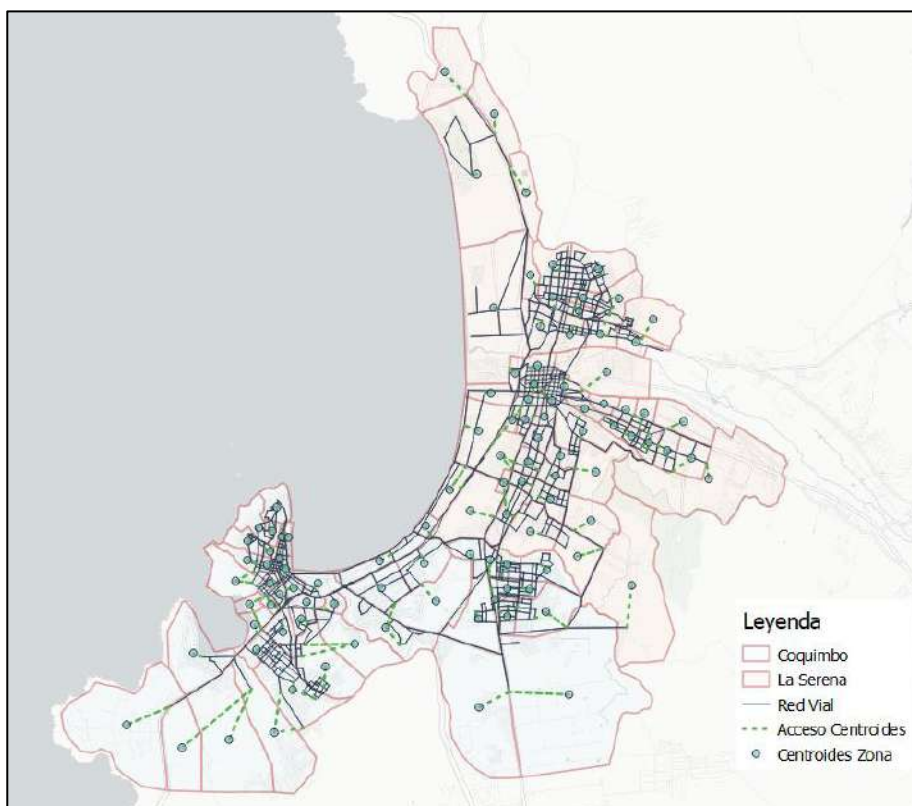 Leyenda
Coquimbo
La Serena
Red Vial
Acceso Centroides
Centroides Zona